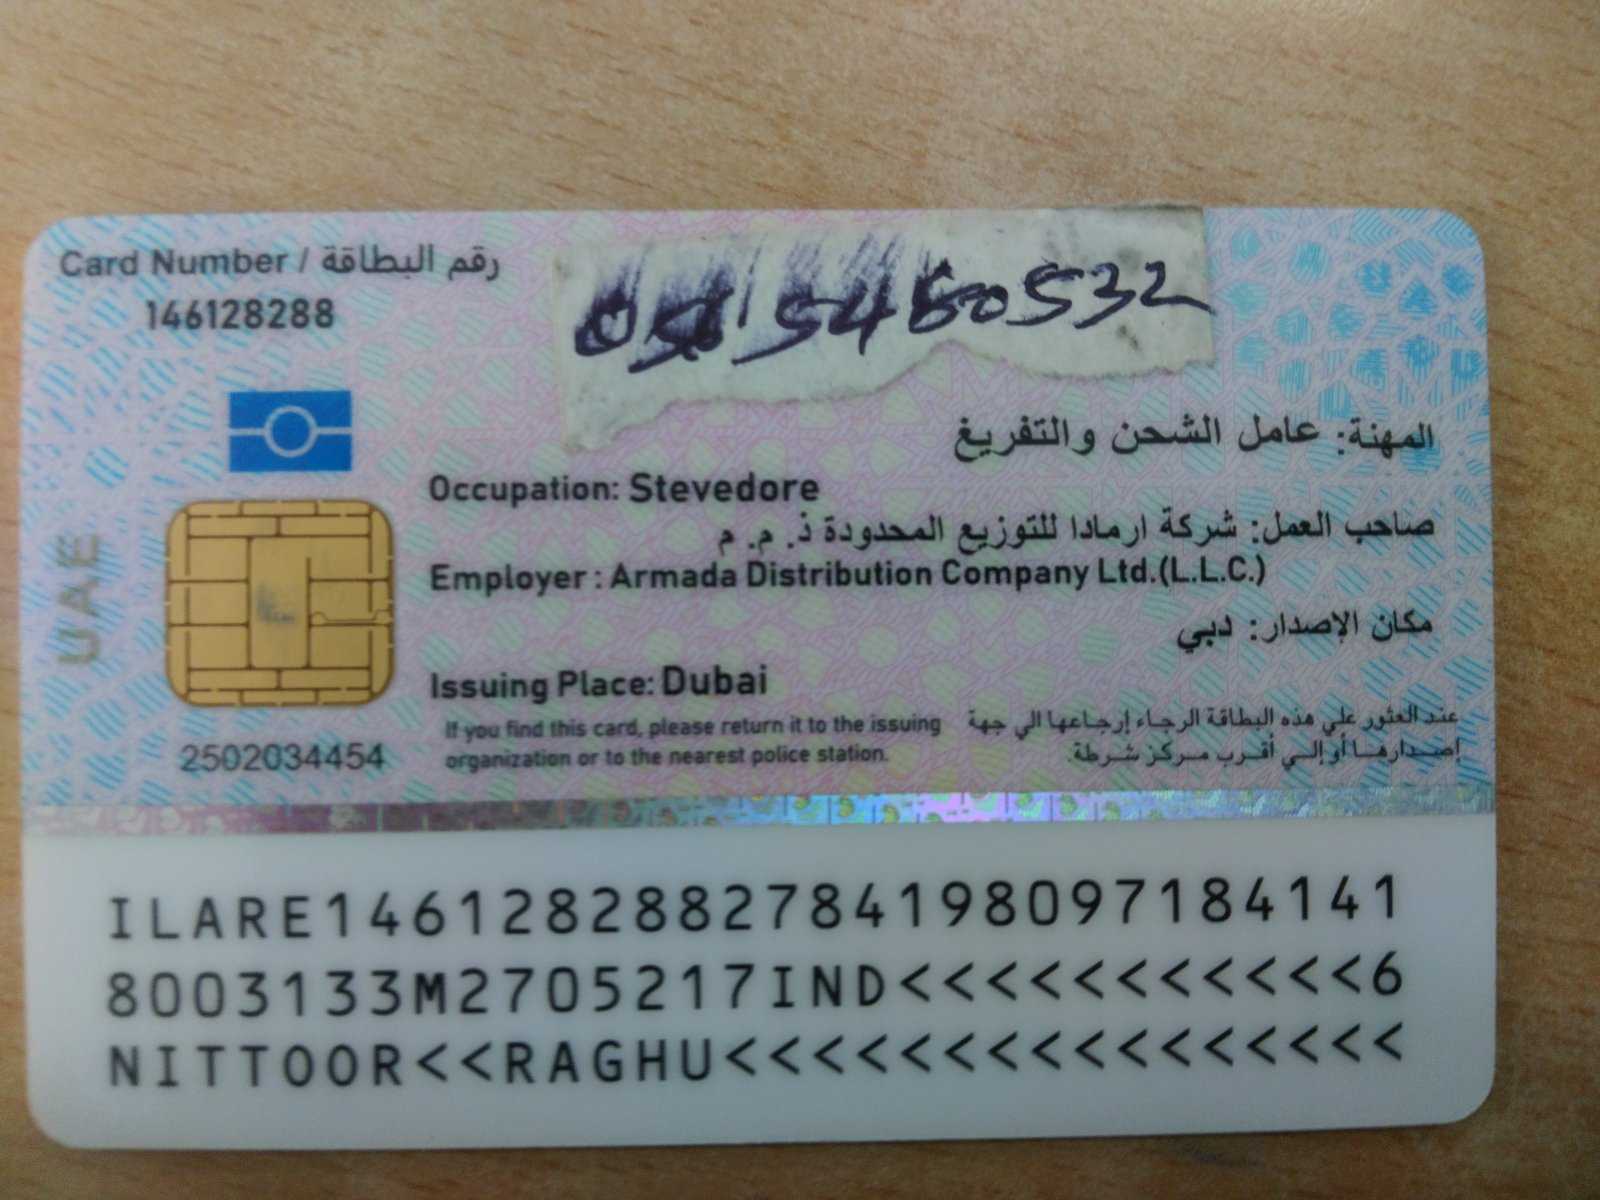 Card Number / رقم البطاقة
146128288
5460532
المهنة: عامل الشحن والتفريغ
Occupation: Stevedore
صاحب العمل: شركة ارمادا للتوزيع المحدودة ذ. م. م
Employer : Armada Distribution Company Ltd.(L.L.C.)
مكان الإصدار: دبي
Issuing Place: Dubai
UAE
If you find this card, please return it to the issuing
organization or to the nearest police station.
عند العثور علي هذه البطاقة الرجاء إرجاعها الي جهة
إصدارها أو إلي أقرب مركز شرطة.
2502034454
ILARE1461282882784198097184141
8003133M2705217IND<<<<<<<<<<<6
NITTOOR<<RAGHU<<<<<<<<<<<<<<<<